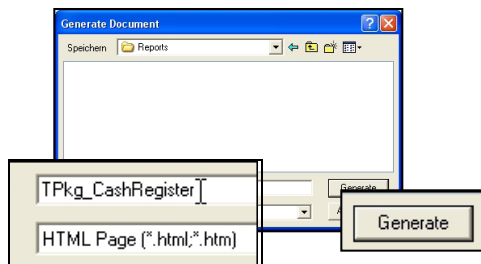 Generate Document
Speichern Reports
Generate
TPkg_CashRegister
HTML Page (*.html;*.htm)
Generate